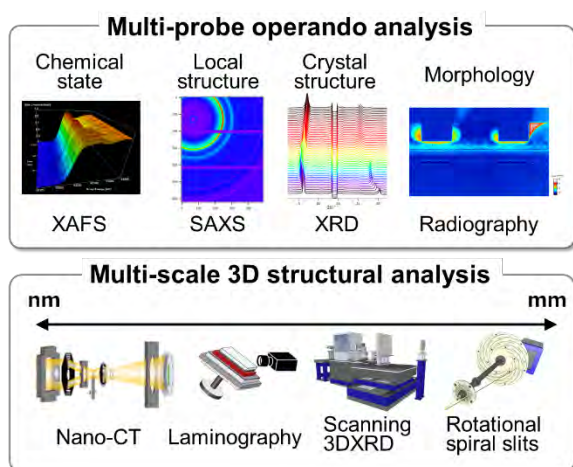 Multi-probe operando analysis
Chemical state
Local structure
Crystal structure
Morphology
XAFS
SAXS
XRD
Radiography
Multi-scale 3D structural analysis
nm
mm
Nano-CT
Laminography
Scanning 3DXRD
Rotational spiral slits